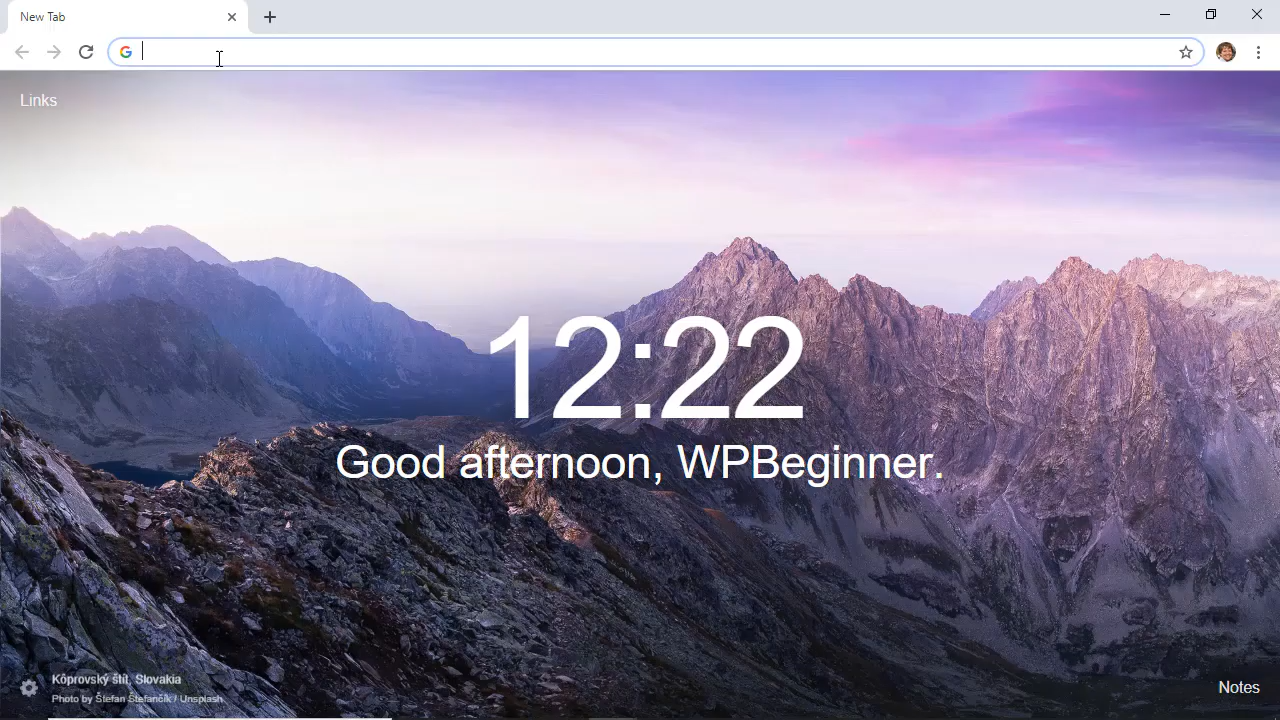 New Tab
Links
12:22
Good afternoon, WPBeginner.
Kôprovský štít, Slovakia
Photo by Štefan Štefančík / Unsplash
Notes